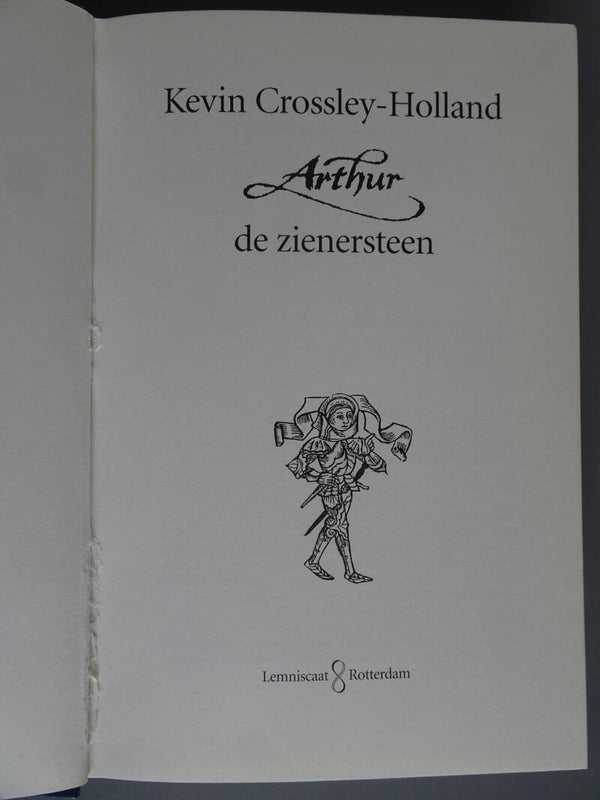 Kevin Crossley-Holland
Arthur
de zienersteen
Lemniscaat Rotterdam